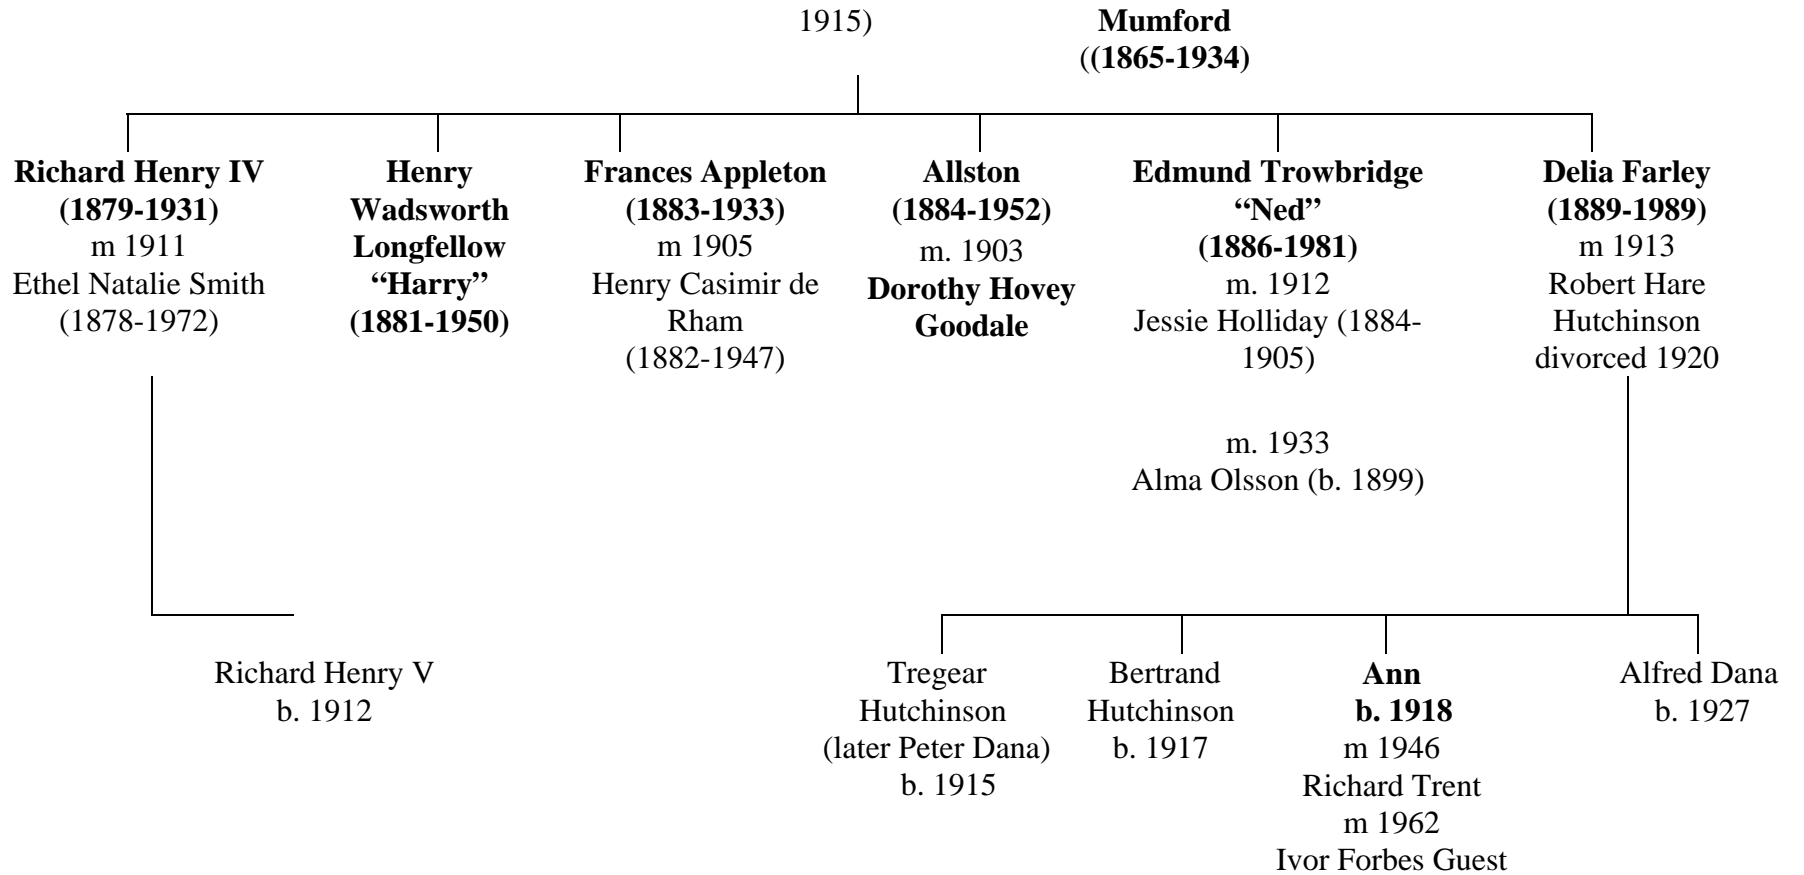 1915)
Mumford
((1865-1934)
Richard Henry IV
(1879-1931)
m 1911
Ethel Natalie Smith
(1878-1972)
Henry
Wadsworth
Longfellow
“Harry”
(1881-1950)
Frances Appleton
(1883-1933)
m 1905
Henry Casimir de
Rham
(1882-1947)
Allston
(1884-1952)
m. 1903
Dorothy Hovey
Goodale
Edmund Trowbridge
“Ned”
(1886-1981)
m. 1912
Jessie Holliday (1884-
1905)
m. 1933
Alma Olsson (b. 1899)
Delia Farley
(1889-1989)
m 1913
Robert Hare
Hutchinson
divorced 1920
Richard Henry V
b. 1912
Tregear
Hutchinson
(later Peter Dana)
b. 1915
Bertrand
Hutchinson
b. 1917
Ann
b. 1918
m 1946
Richard Trent
m 1962
Ivor Forbes Guest
Alfred Dana
b. 1927